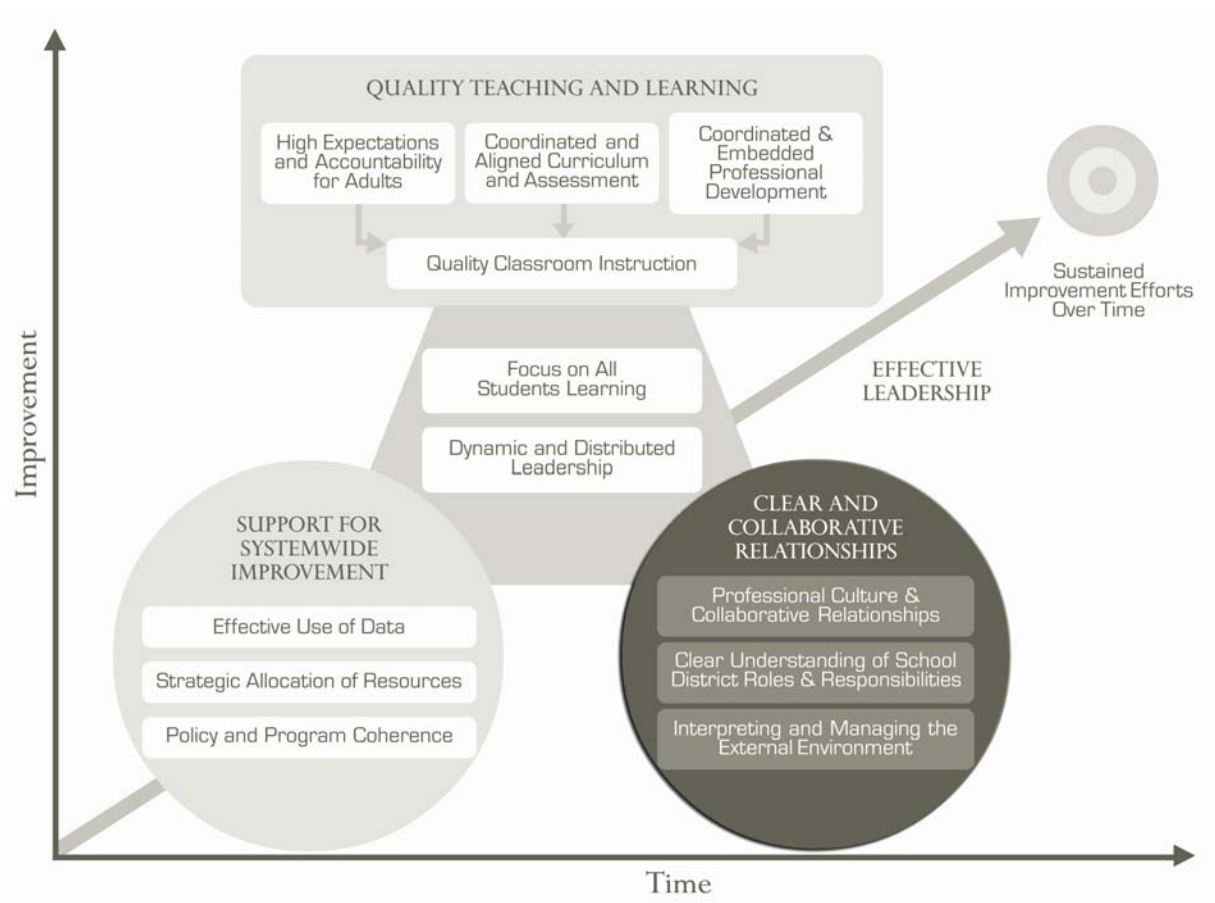 QUALITY TEACHING AND LEARNING
High Expectations
and Accountability
for Adults
Coordinated and
Aligned Curriculum
and Assessment
Coordinated &
Embedded
Professional
Development
Quality Classroom Instruction
Sustained
Improvement Efforts
Over Time
Focus on All
Students Learning
Dynamic and Distributed
Leadership
EFFECTIVE
LEADERSHIP
Improvement
SUPPORT FOR
SYSTEMWIDE
IMPROVEMENT
Effective Use of Data
Strategic Allocation of Resources
Policy and Program Coherence
CLEAR AND
COLLABORATIVE
RELATIONSHIPS
Professional Culture &
Collaborative Relationships
Clear Understanding of School
District Roles & Responsibilities
Interpreting and Managing the
External Environment
Time